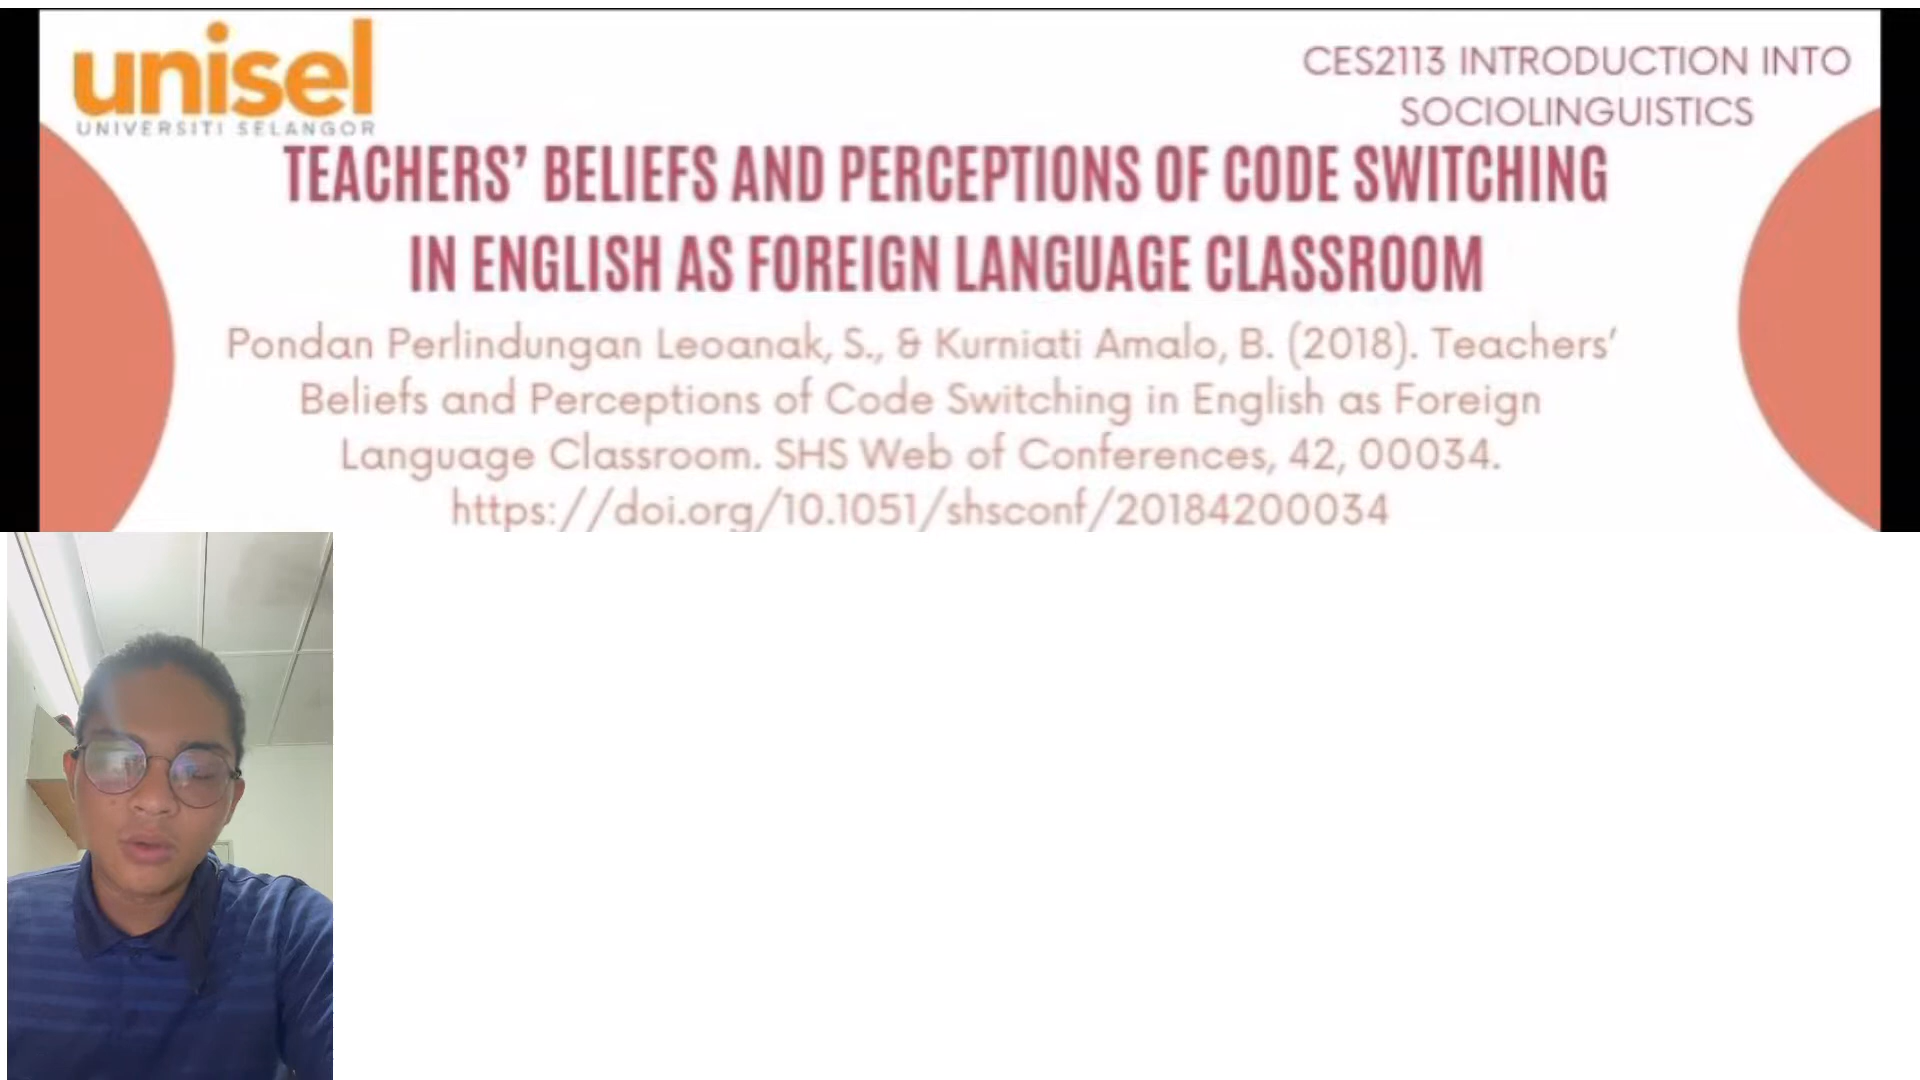 unisel
UNIVERSITI SELANGOR
CES2113 INTRODUCTION INTO
SOCIOLINGUISTICS
TEACHERS' BELIEFS AND PERCEPTIONS OF CODE SWITCHING
IN ENGLISH AS FOREIGN LANGUAGE CLASSROOM
Pondan Perlindungan Leoanak, S., & Kurniati Amalo, B. (2018). Teachers'
Beliefs and Perceptions of Code Switching in English as Foreign
Language Classroom. SHS Web of Conferences, 42, 00034.
https://doi.org/10.1051/shsconf/20184200034